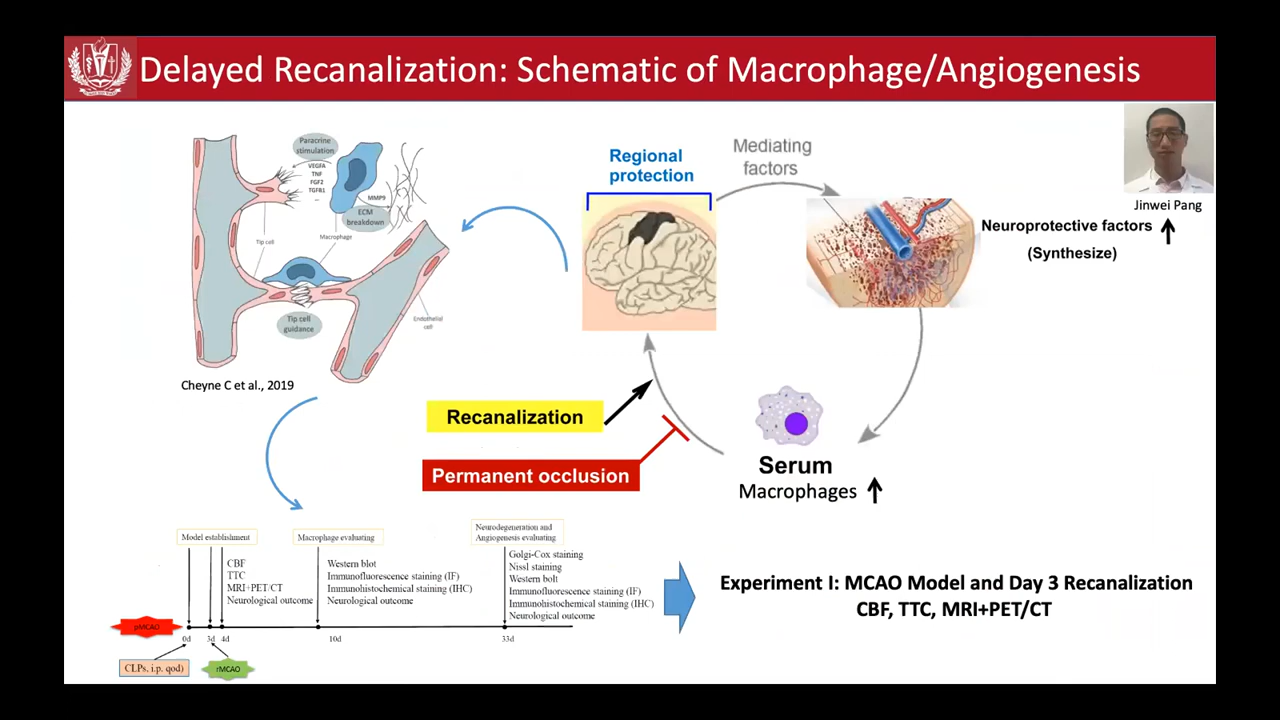 Delayed Recanalization: Schematic of Macrophage/Angiogenesis
Paracrine
stimulation
VEGFA
TNF
FGF2
TGFB1
MMP9
ECM
breakdown
Tip cell
Macrophage
Tip cell
guidance
Endothelial
cell
Cheyne C et al., 2019
Regional
protection
Mediating
factors
Jinwei Pang
Neuroprotective factors
(Synthesize)
Recanalization
Permanent occlusion
Serum
Macrophages
Model establishment
CBF
TTC
MRI+PET/CT
Neurological outcome
Macrophage evaluating
Western blot
Immunofluorescence staining (IF)
Immunohistochemical staining (IHC)
Neurological outcome
Neurodegeneration and
Angiogenesis evaluating
Golgi-Cox staining
Nissl staining
Western bolt
Immunofluorescence staining (IF)
Immunohistochemical staining (IHC)
Neurological outcome
pMCAO
0d
3d
4d
10d
33d
CLPs, i.p. qod)
rMCAO
Experiment I: MCAO Model and Day 3 Recanalization
CBF, TTC, MRI+PET/CT